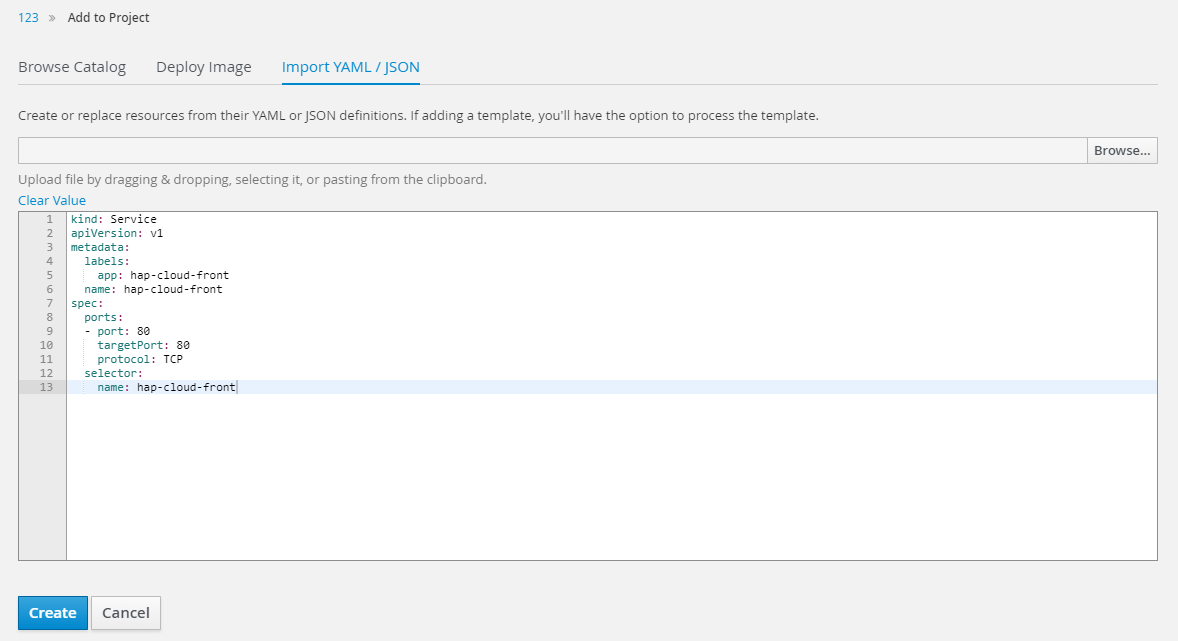 123 » Add to Project
Browse Catalog Deploy Image Import YAML / JSON
Create or replace resources from their YAML or JSON definitions. If adding a template, you'll have the option to process the template.
Browse...
Upload file by dragging & dropping, selecting it, or pasting from the clipboard.
Clear Value
1 kind: Service
2 apiVersion: v1
3 metadata:
4 labels:
5 app: hap-cloud-front
6 name: hap-cloud-front
7 spec:
8 ports:
9 - port: 80
10 targetPort: 80
11 protocol: TCP
12 selector:
13 name: hap-cloud-front
Create Cancel